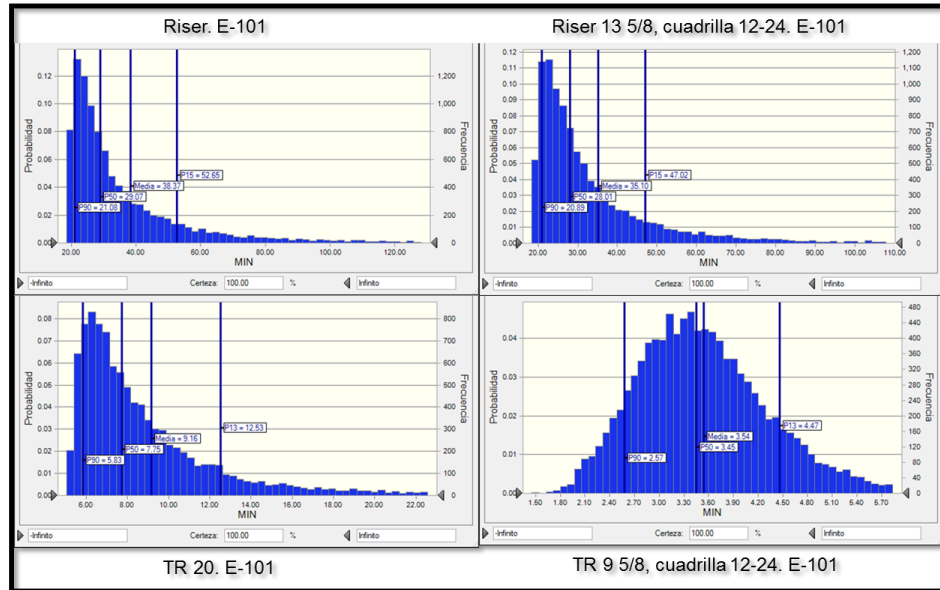 Riser. E-101
Riser 13 5/8, cuadrilla 12-24. E-101
0.12
0.10
0.08
0.06
0.04
0.02
0.00
Probabilidad
1,200
1,000
800
600
400
200
0
Frecuencia
P15 = 52.65
Media = 38.37
P50 = 29.07
P90 = 21.08
20.00 40.00 60.00 80.00 100.00 120.00
MIN
-Infinito Certeza: 100.00 % Infinito
0.12
0.11
0.10
0.09
0.08
0.07
0.06
0.05
0.04
0.03
0.02
0.01
0.00
Probabilidad
1,200
1,100
1,000
900
800
700
600
500
400
300
200
100
0
Frecuencia
P15 = 47.02
Media = 35.10
P50 = 28.01
P90 = 20.89
20.00 30.00 40.00 50.00 60.00 70.00 80.00 90.00 100.00 110.00
MIN
-Infinito Certeza: 100.00 % Infinito
0.08
0.07
0.06
0.05
0.04
0.03
0.02
0.01
0.00
Probabilidad
800
700
600
500
400
300
200
100
0
Frecuencia
P13 = 12.53
Media = 9.16
P50 = 7.75
P90 = 5.83
6.00 8.00 10.00 12.00 14.00 16.00 18.00 20.00 22.00
MIN
-Infinito Certeza: 100.00 % Infinito
0.04
0.03
0.02
0.01
0.00
Probabilidad
480
440
400
360
320
280
240
200
160
120
80
40
0
Frecuencia
P13 = 4.47
Media = 3.54
P50 = 3.45
P90 = 2.57
1.50 1.80 2.10 2.40 2.70 3.00 3.30 3.60 3.90 4.20 4.50 4.80 5.10 5.40 5.70
MIN
-Infinito Certeza: 100.00 % Infinito
TR 20. E-101
TR 9 5/8, cuadrilla 12-24. E-101